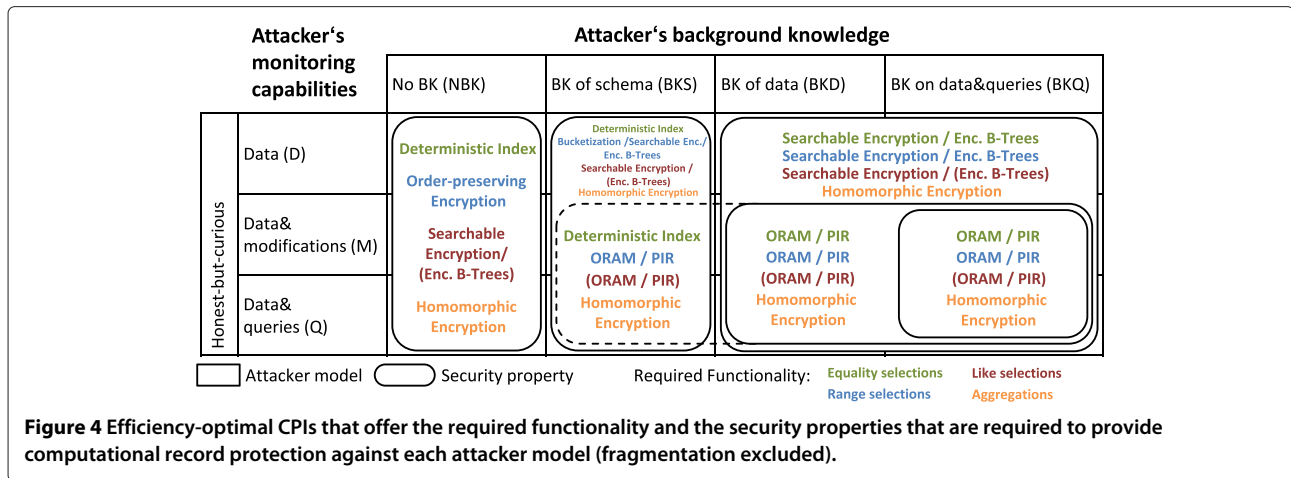 Attacker‘s
monitoring
capabilities
Attacker‘s background knowledge
No BK (NBK)
BK of schema (BKS)
BK of data (BKD)
BK on data&queries (BKQ)
Honest-but-curious
Data (D)
Data&
modifications (M)
Data&
queries (Q)
Deterministic Index
Order-preserving
Encryption
Searchable
Encryption/
(Enc. B-Trees)
Homomorphic
Encryption
Deterministic Index
Bucketization /Searchable Enc./
Enc. B-Trees
Searchable Encryption /
(Enc. B-Trees)
Homomorphic Encryption
Deterministic Index
ORAM / PIR
(ORAM / PIR)
Homomorphic
Encryption
Searchable Encryption / Enc. B-Trees
Searchable Encryption / Enc. B-Trees
Searchable Encryption / (Enc. B-Trees)
Homomorphic Encryption
ORAM / PIR
ORAM / PIR
(ORAM / PIR)
Homomorphic
Encryption
ORAM / PIR
ORAM / PIR
(ORAM / PIR)
Homomorphic
Encryption
Attacker model
Security property
Required Functionality:
Equality selections
Like selections
Range selections
Aggregations
Figure 4 Efficiency-optimal CPIs that offer the required functionality and the security properties that are required to provide
computational record protection against each attacker model (fragmentation excluded).